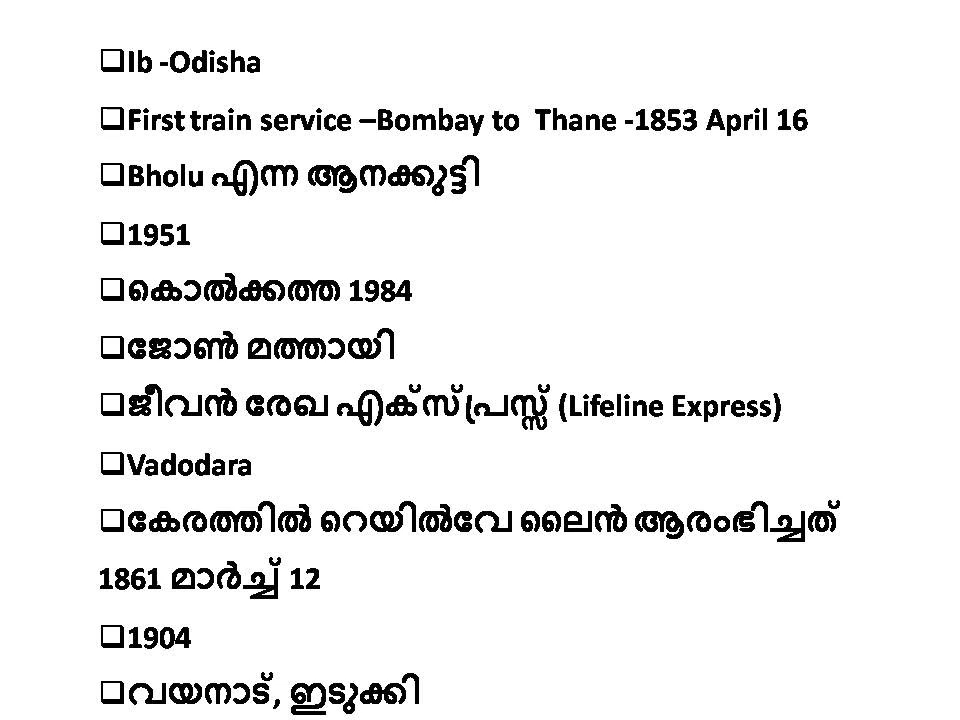 ❑Ib -Odisha
❑First train service –Bombay to Thane -1853 April 16
❑Bholu എന്ന ആനക്കുട്ടി
❑1951
❑കൊൽക്കത്ത 1984
❑ജോൺ മത്തായി
❑ജീവൻ രേഖ എക്സ്പ്രസ്സ് (Lifeline Express)
❑Vadodara
❑കേരത്തിൽ റെയിൽവേ ലൈൻ ആരംഭിച്ചത്
1861 മാർച്ച് 12
❑1904
❑വയനാട്, ഇടുക്കി